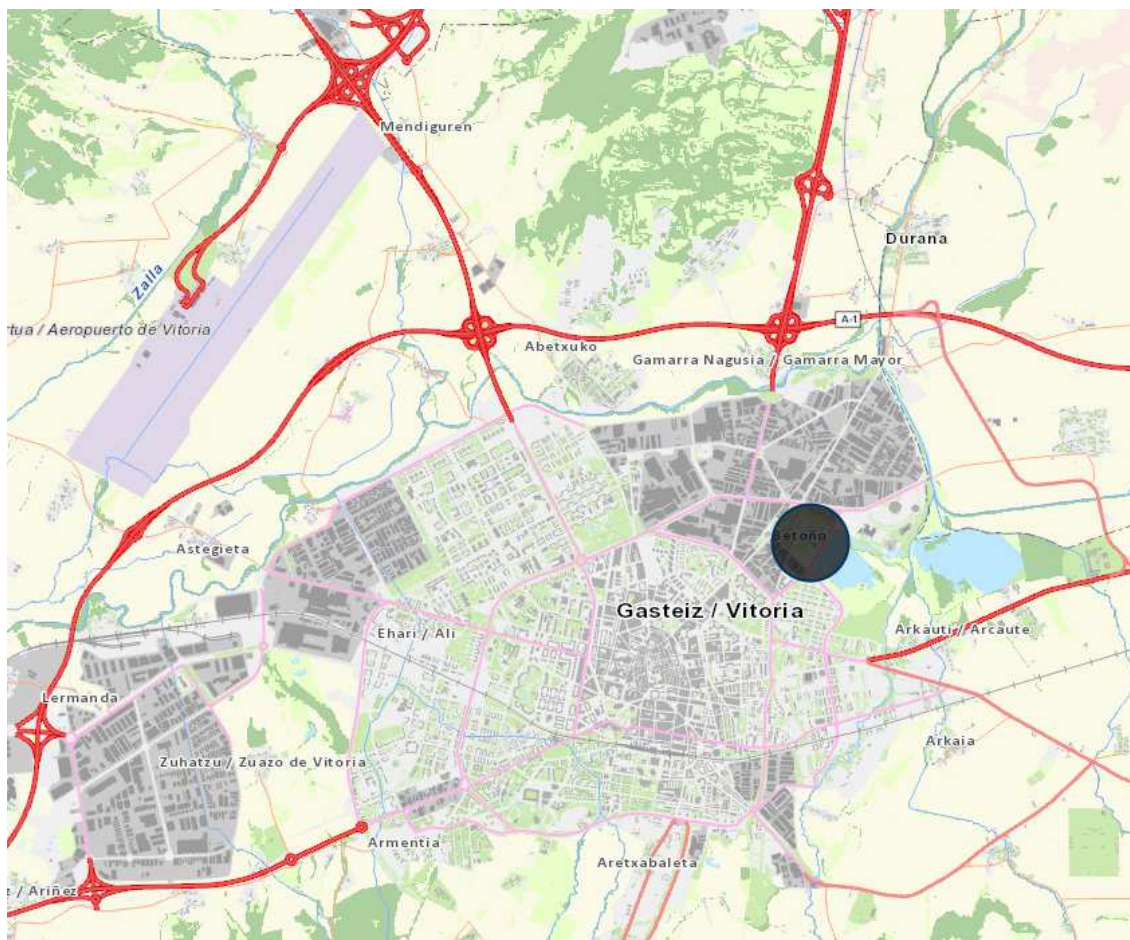 Mendiguren
Durana
Zalla
rtua / Aeropuerto de Vitoria
A-1
Abetxuko
Gamarra Nagusia / Gamarra Mayor
Betoño
Astegieta
Gasteiz / Vitoria
Ehari / Ali
Arkauti / Arcaute
Lermanda
Arkaia
Zuhatzu / Zuazo de Vitoria
Armentia
Aretxabaleta
z / Ariñez